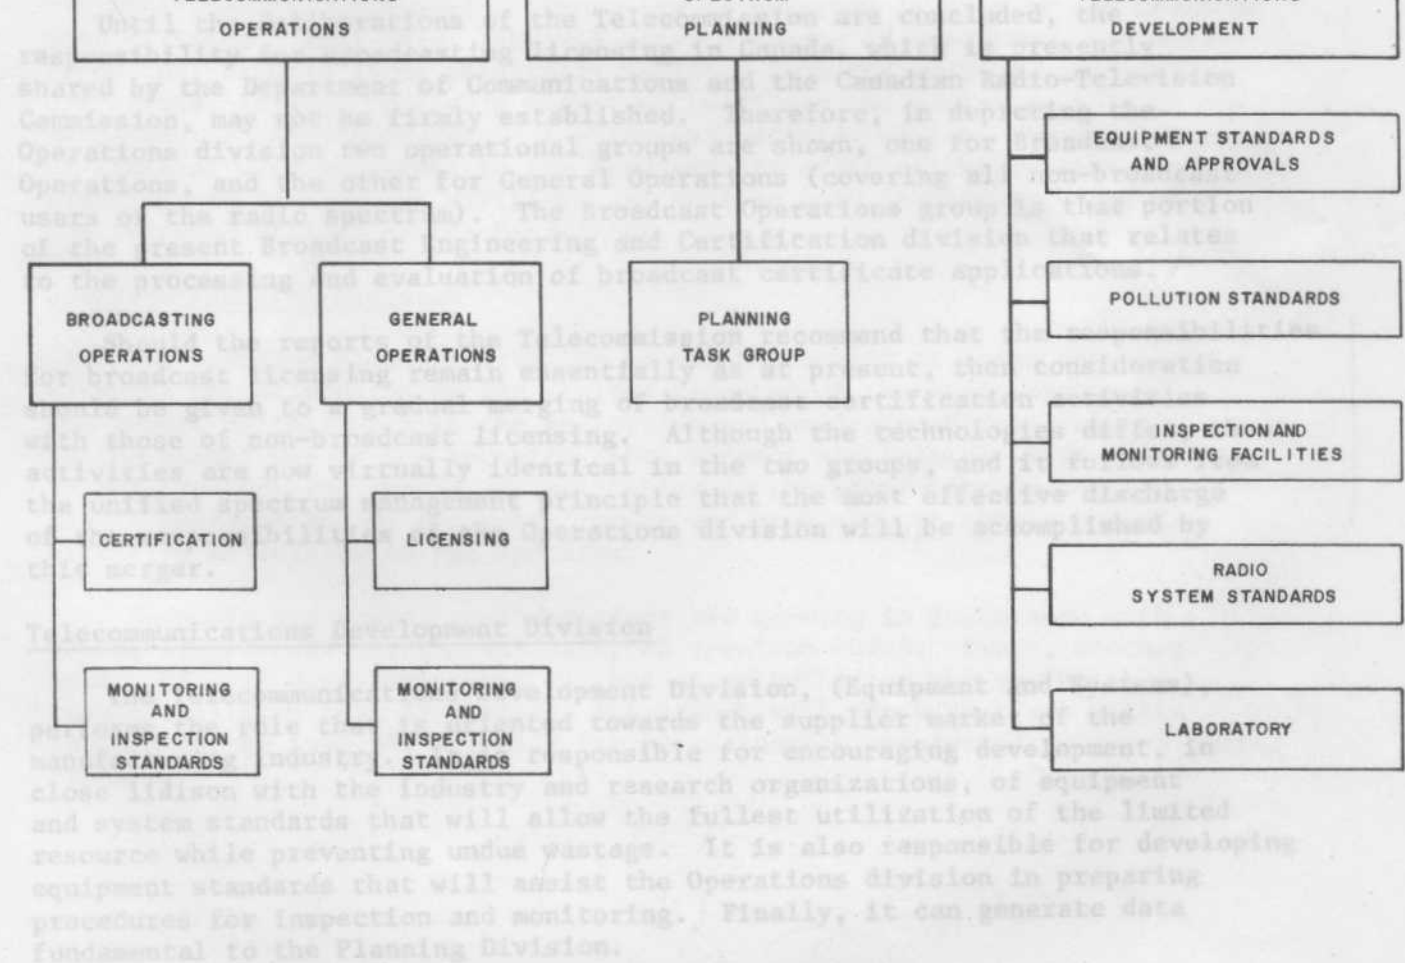 TELECOMMUNICATIONS
OPERATIONS
PLANNING
TELECOMMUNICATIONS
DEVELOPMENT
EQUIPMENT STANDARDS
AND APPROVALS
BROADCASTING
OPERATIONS
GENERAL
OPERATIONS
PLANNING
TASK GROUP
POLLUTION STANDARDS
INSPECTION AND
MONITORING FACILITIES
CERTIFICATION
LICENSING
RADIO
SYSTEM STANDARDS
MONITORING
AND
INSPECTION
STANDARDS
MONITORING
AND
INSPECTION
STANDARDS
LABORATORY
Until the of the Telecommission are concluded, the
responsibility for broadcasting licensing in Canada, which is presently
shared by the Department of Communications and the Canadian Radio-Television
Commission, may not be firmly established. Therefore, in depicting the
Operations division two operational groups are shown, one for Broadcast
Operations, and the other for General Operations (covering all non-broadcast
users of the radio spectrum). The Broadcast Operations group is that portion
of the present Broadcast Engineering and Certification division that relates
to the processing and evaluation of broadcast certificate applications.
Should the reports of the Telecommission recommend that the responsibilities
for broadcast licensing remain essentially as at present, then consideration
should be given to a gradual merging of broadcast certification activities
with those of non-broadcast licensing. Although the technologies differ, the
activities are now virtually identical in the two groups, and it follows from
the unified spectrum management principle that the most effective discharge
of the responsibilities of the Operations division will be accomplished by
this merger.
Telecommunications Development Division
The Telecommunications Development Division, (Equipment and Systems),
performs the role that is oriented towards the supplier market of the
manufacturing industry. It is responsible for encouraging development, in
close liaison with the industry and research organizations, of equipment
and system standards that will allow the fullest utilization of the limited
resource while preventing undue wastage. It is also responsible for developing
equipment standards that will assist the Operations division in preparing
procedures for inspection and monitoring. Finally, it can generate data
fundamental to the Planning Division.